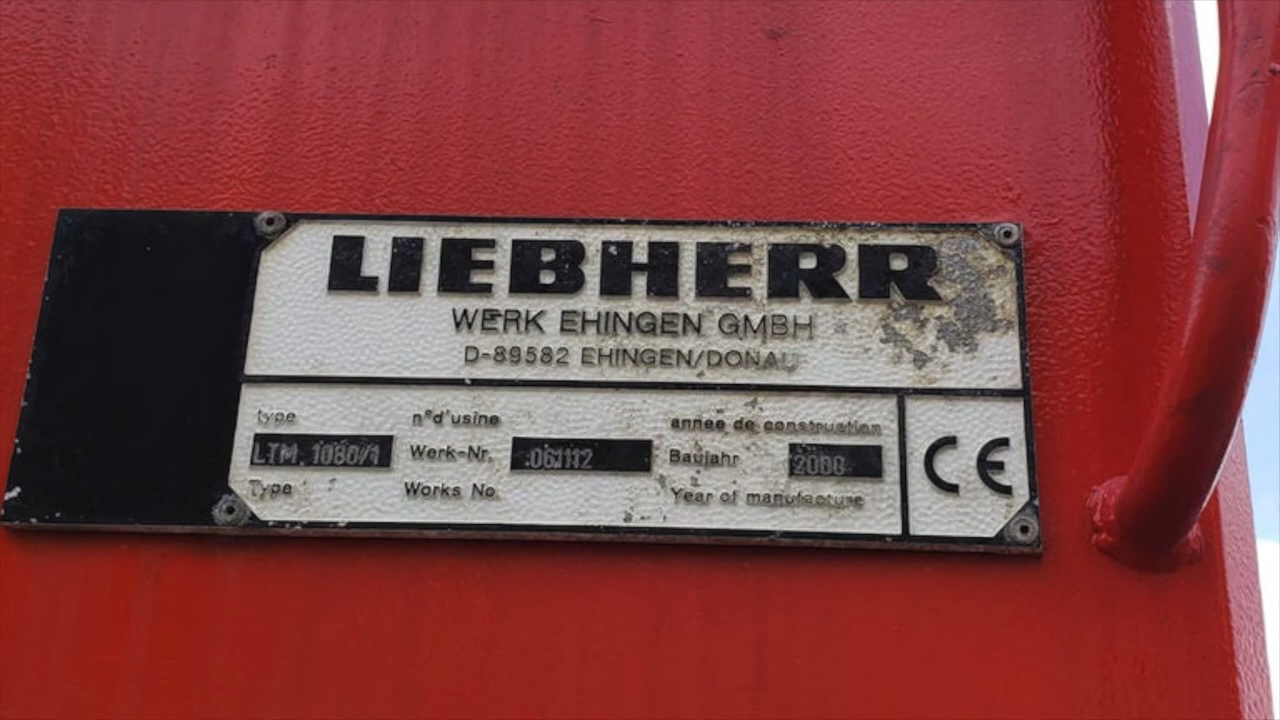 LIEBHERR
WERK EHINGEN GMBH
D-89582 EHINGEN/DONAU
type n°d'usine annee de construction
LTM 1080/1 Werk-Nr. 061112 Baujahr 2000
Type Works No Year of manufacture
CE